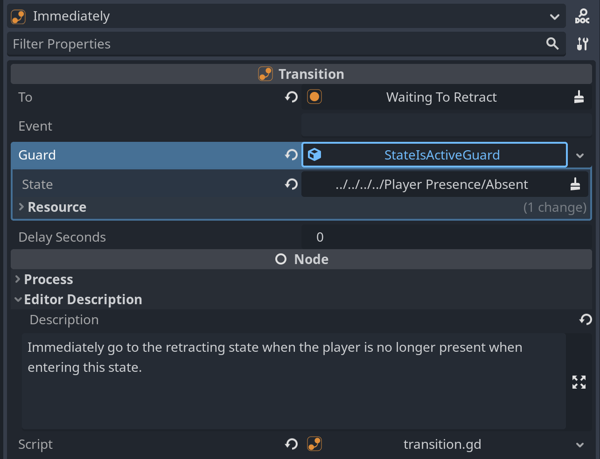 Immediately
DOC
Filter Properties
Transition
To Waiting To Retract
Event
Guard StateIsActiveGuard
State ../../../../Player Presence/Absent
Resource (1 change)
Delay Seconds 0
Node
Process
Editor Description
Description
Immediately go to the retracting state when the player is no longer present when
entering this state.
Script transition.gd